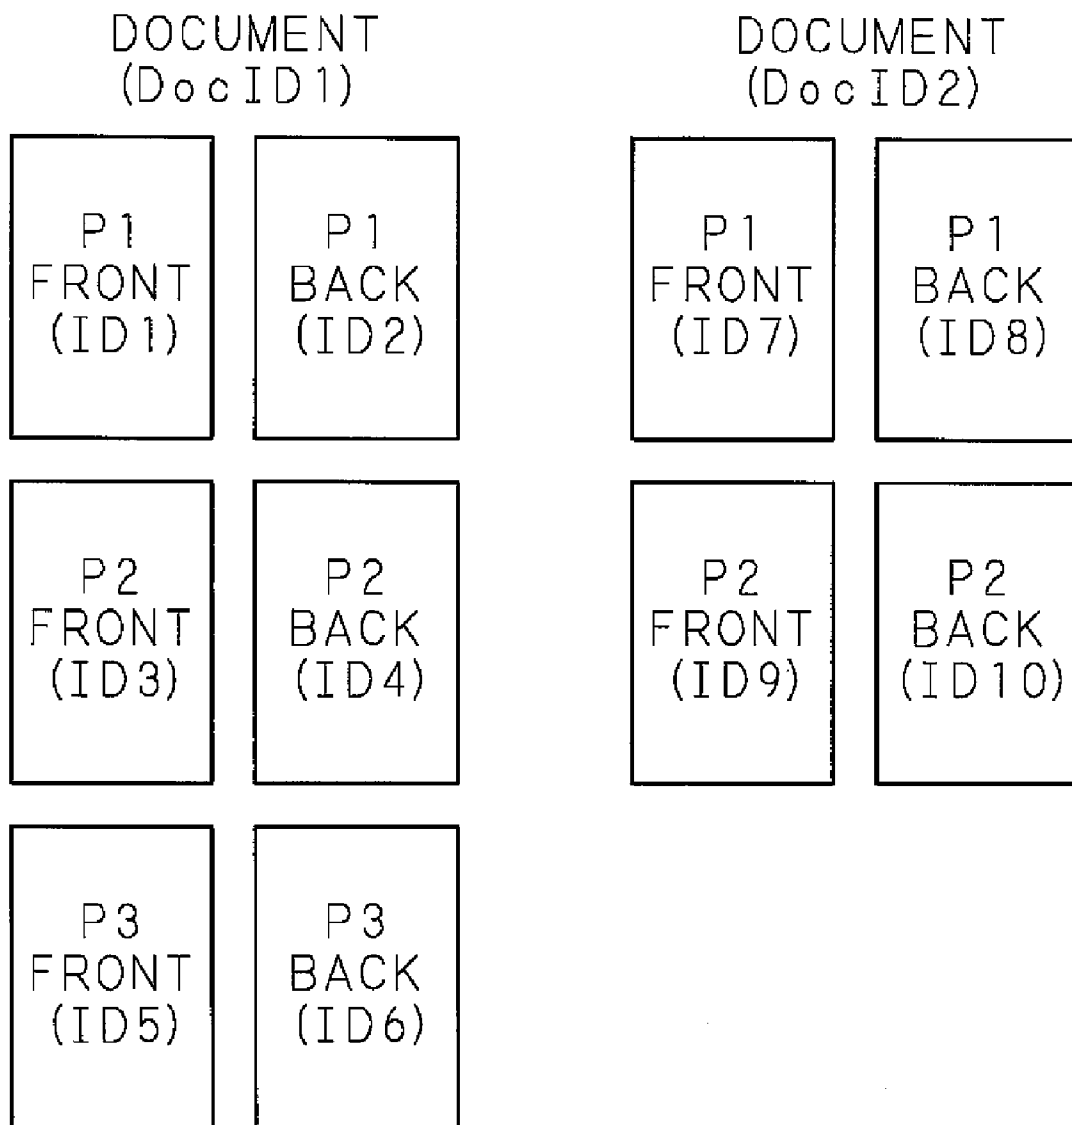 DOCUMENT
(DocID1)
P1
FRONT
(ID1)
P1
BACK
(ID2)
P2
FRONT
(ID3)
P2
BACK
(ID4)
P3
FRONT
(ID5)
P3
BACK
(ID6)
DOCUMENT
(DocID2)
P1
FRONT
(ID7)
P1
BACK
(ID8)
P2
FRONT
(ID9)
P2
BACK
(ID10)